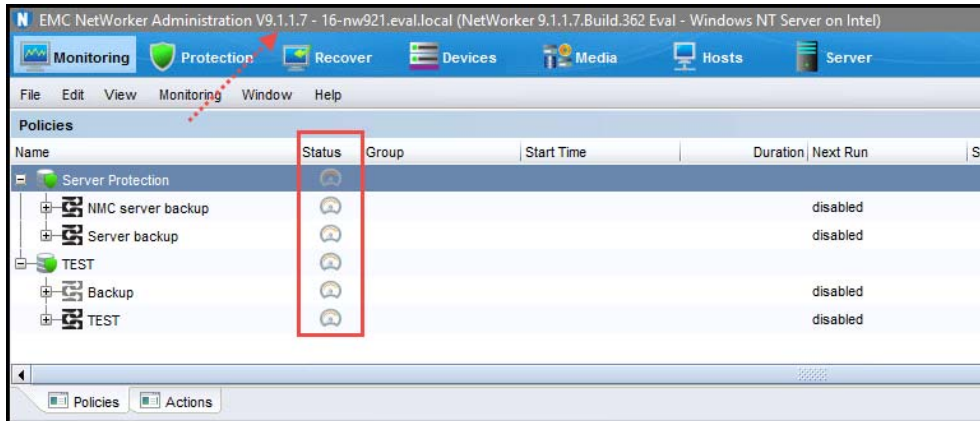 N EMC NetWorker Administration V9.1.1.7 - 16-nw921.eval.local (NetWorker 9.1.1.7.Build.362 Eval - Windows NT Server on Intel)
Monitoring Protection Recover Devices Media Hosts Server
File Edit View Monitoring Window Help
Policies
Name Status Group Start Time Duration Next Run S
Server Protection
NMC server backup disabled
Server backup disabled
TEST
Backup disabled
TEST disabled
Policies Actions